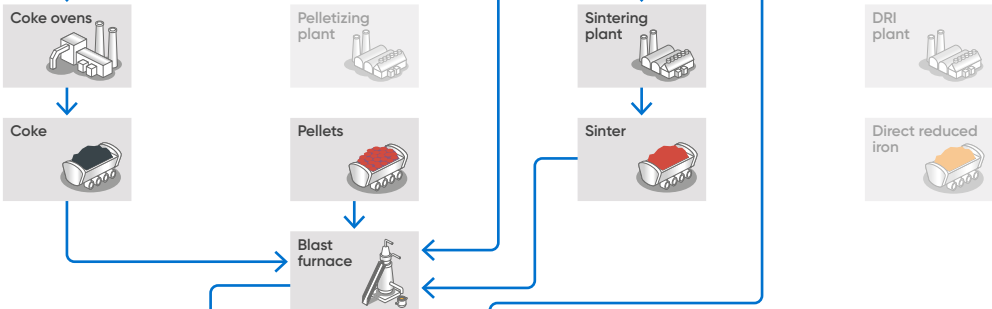 Coke ovens
Pelletizing
plant
Sintering
plant
DRI
plant
Coke
Pellets
Sinter
Direct reduced
iron
Blast
furnace